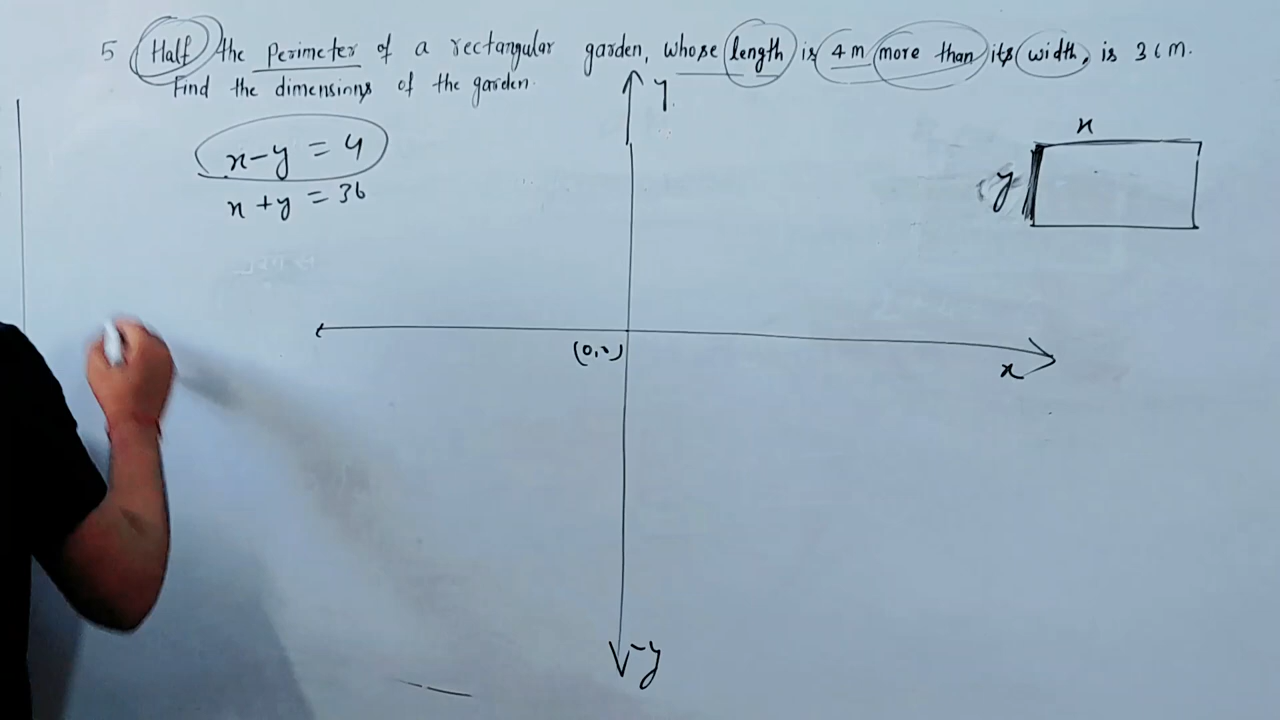 5 Half the Perimeter of a rectangular garden, whose length is 4 m more than its width, is 36 m.
Find the dimensions of the garden.
x - y = 4
x + y = 36
y
x
y
(0,0)
x
-y